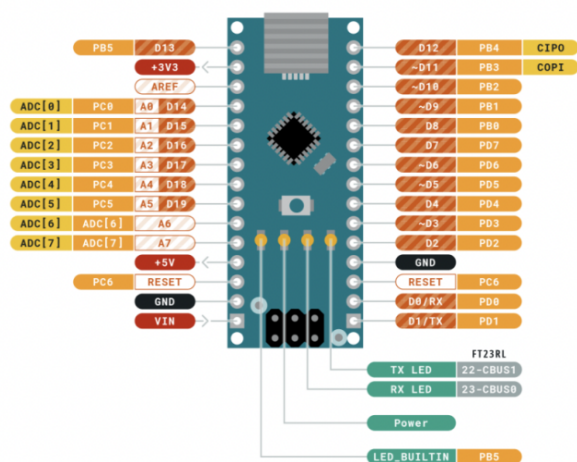 PB5 D13 D12 PB4 CIPO
+3V3 ~D11 PB3 COPI
AREF ~D10 PB2
ADC[0] PC0 A0 D14 ~D9 PB1
ADC[1] PC1 A1 D15 D8 PB0
ADC[2] PC2 A2 D16 D7 PD7
ADC[3] PC3 A3 D17 ~D6 PD6
ADC[4] PC4 A4 D18 ~D5 PD5
ADC[5] PC5 A5 D19 D4 PD4
ADC[6] ADC[6] A6 ~D3 PD3
ADC[7] ADC[7] A7 D2 PD2
+5V GND
PC6 RESET RESET PC6
GND D0/RX PD0
VIN D1/TX PD1
FT23RL
TX LED 22-CBUS1
RX LED 23-CBUS0
Power
LED_BUILTIN PB5